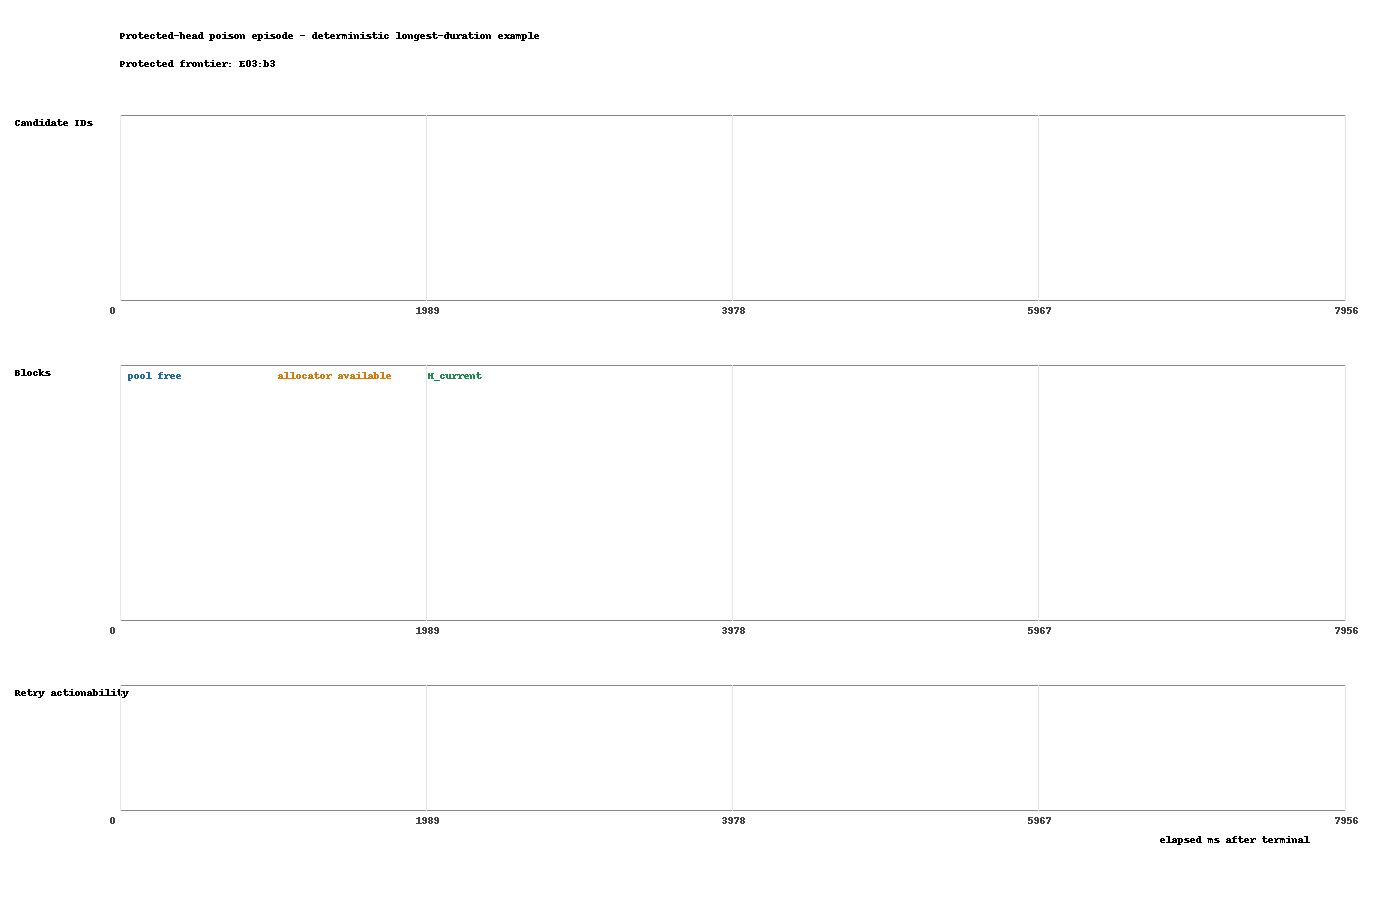 Protected-head poison episode - deterministic longest-duration example
Protected frontier: E03:b3
Candidate IDs
0 1989 3978 5967 7956
Blocks
pool free allocator available H_current
0 1989 3978 5967 7956
Retry actionability
0 1989 3978 5967 7956
elapsed ms after terminal